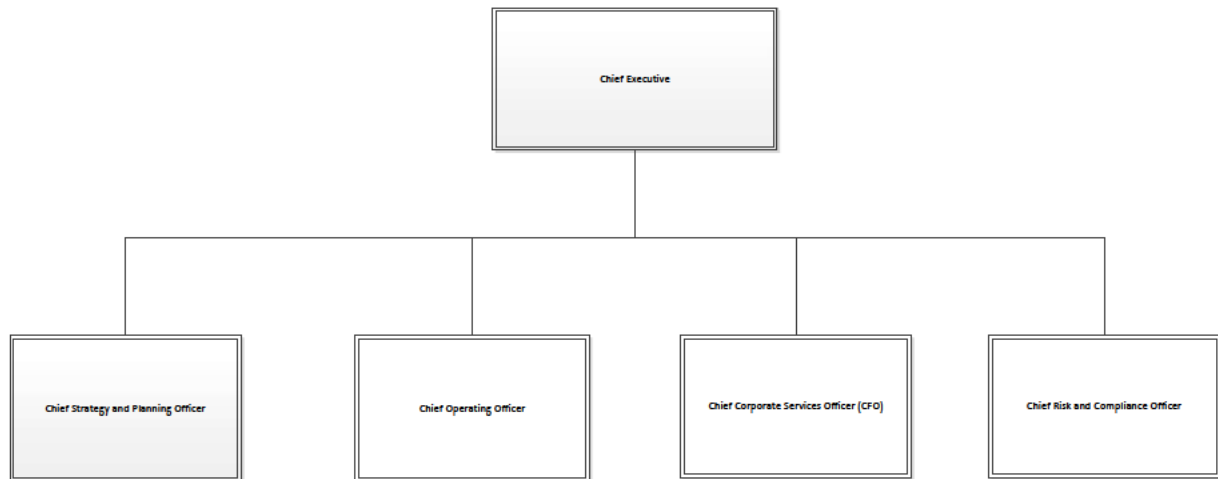 Chief Executive
Chief Strategy and Planning Officer
Chief Operating Officer
Chief Corporate Services Officer (CFO)
Chief Risk and Compliance Officer